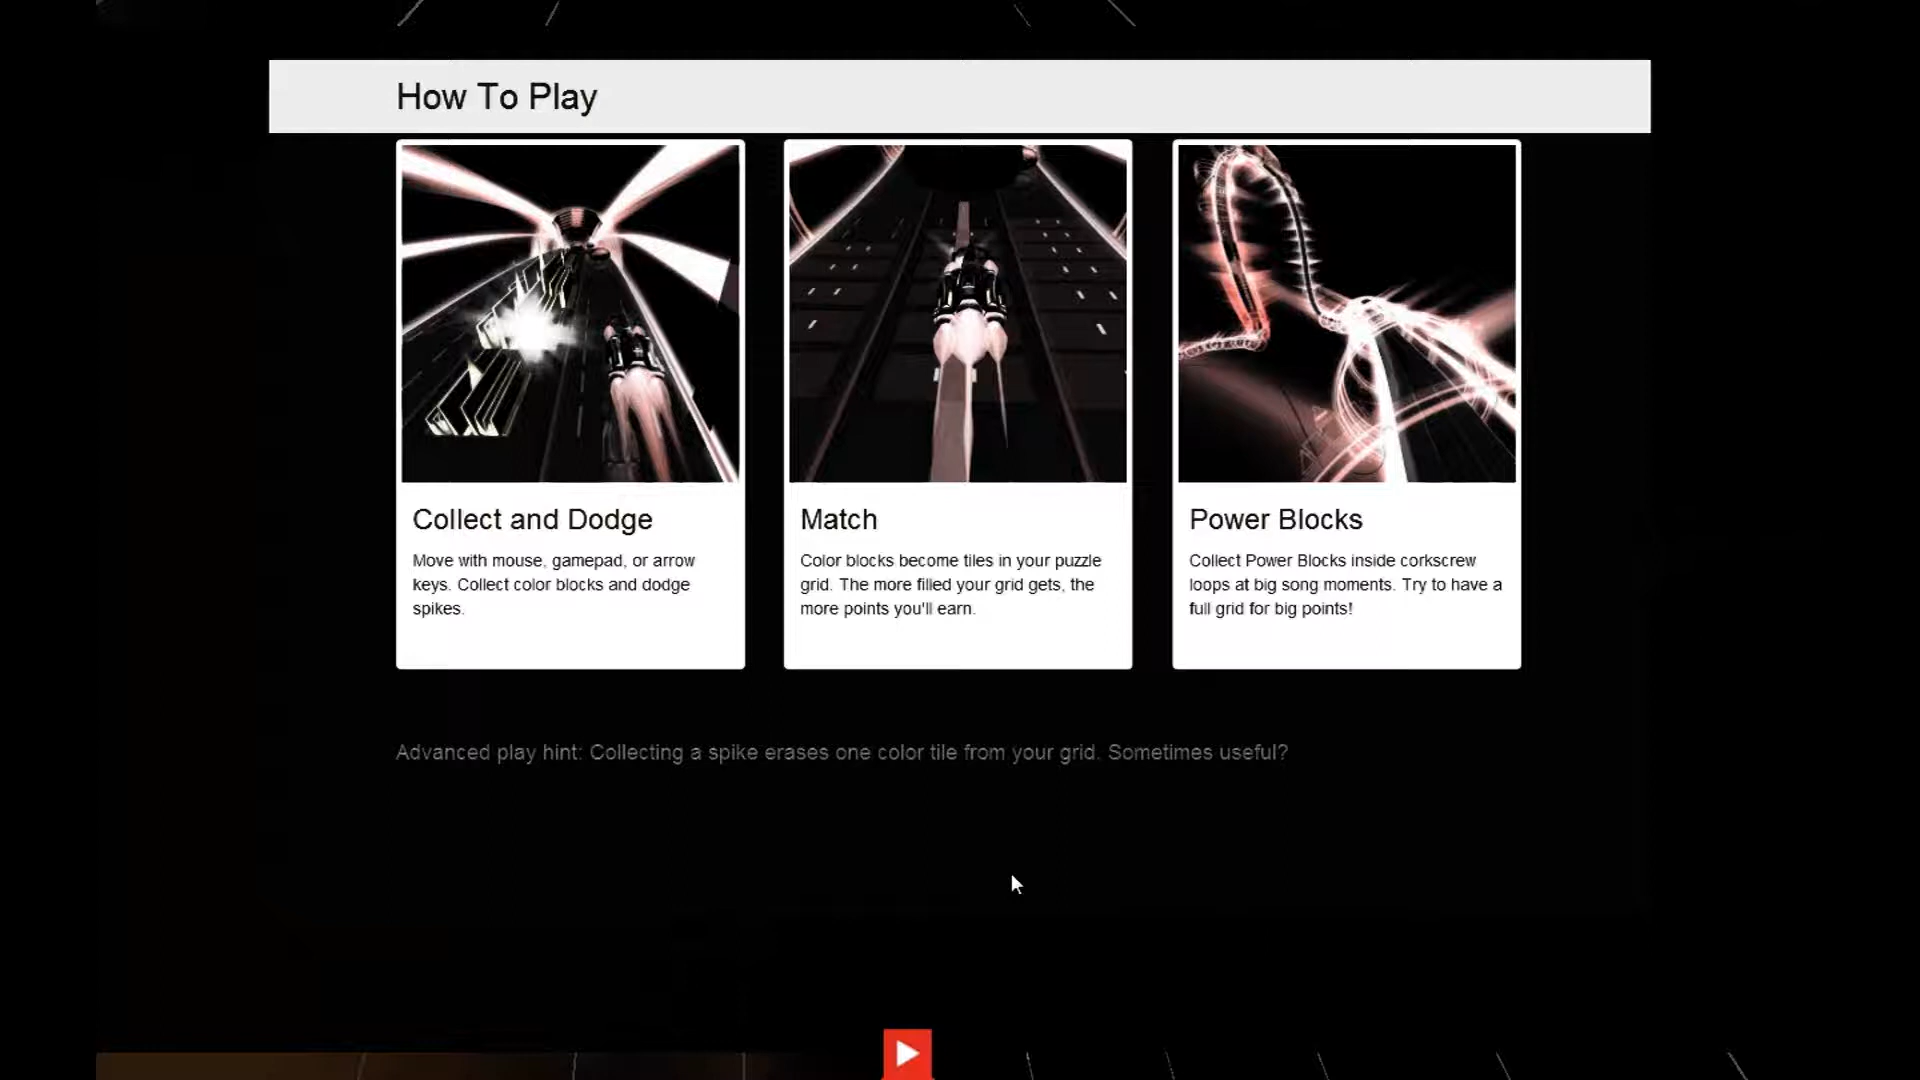 How To Play
Collect and Dodge
Move with mouse, gamepad, or arrow
keys. Collect color blocks and dodge
spikes.
Match
Color blocks become tiles in your puzzle
grid. The more filled your grid gets, the
more points you'll earn.
Power Blocks
Collect Power Blocks inside corkscrew
loops at big song moments. Try to have a
full grid for big points!
Advanced play hint: Collecting a spike erases one color tile from your grid. Sometimes useful?